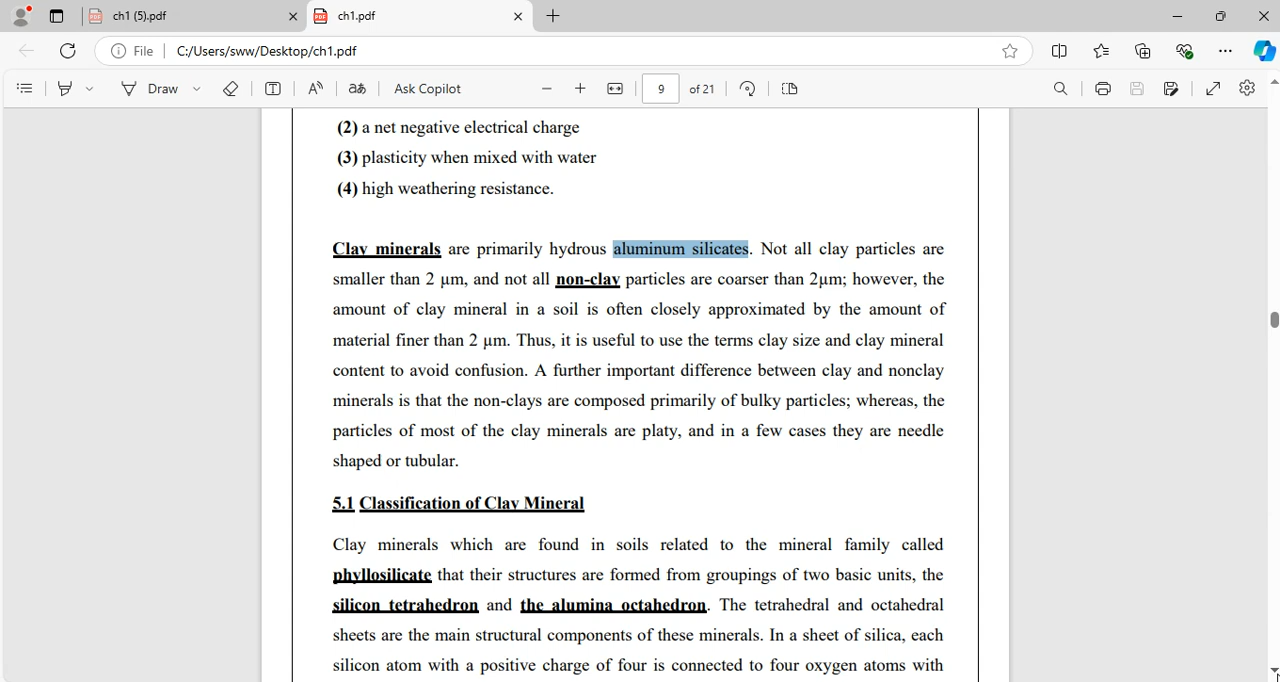 ch1 (5).pdf
ch1.pdf
File
C:/Users/sww/Desktop/ch1.pdf
Draw
aあ
Ask Copilot
9 of 21
(2) a net negative electrical charge
(3) plasticity when mixed with water
(4) high weathering resistance.
Clay minerals are primarily hydrous aluminum silicates. Not all clay particles are
smaller than 2 μm, and not all non-clay particles are coarser than 2μm; however, the
amount of clay mineral in a soil is often closely approximated by the amount of
material finer than 2 μm. Thus, it is useful to use the terms clay size and clay mineral
content to avoid confusion. A further important difference between clay and nonclay
minerals is that the non-clays are composed primarily of bulky particles; whereas, the
particles of most of the clay minerals are platy, and in a few cases they are needle
shaped or tubular.
5.1 Classification of Clay Mineral
Clay minerals which are found in soils related to the mineral family called
phyllosilicate that their structures are formed from groupings of two basic units, the
silicon tetrahedron and the alumina octahedron. The tetrahedral and octahedral
sheets are the main structural components of these minerals. In a sheet of silica, each
silicon atom with a positive charge of four is connected to four oxygen atoms with